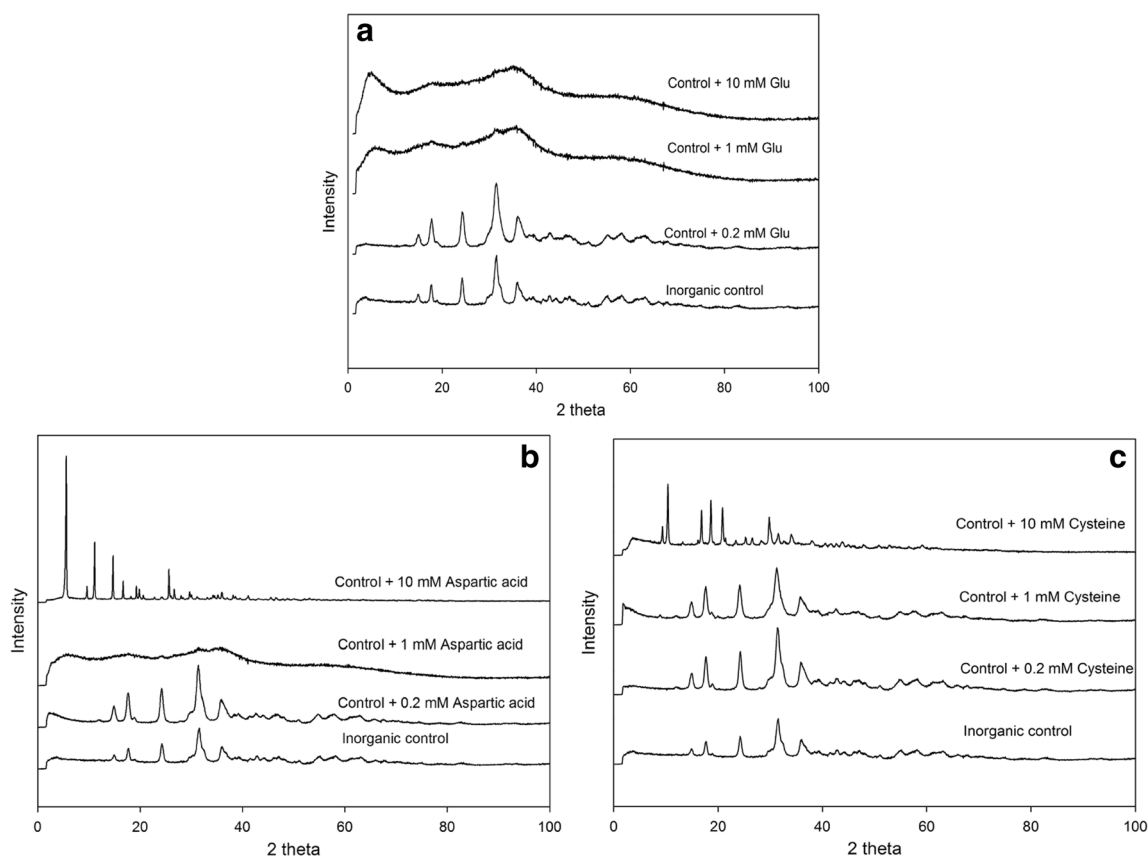 a
Control + 10 mM Glu
Control + 1 mM Glu
Control + 0.2 mM Glu
Inorganic control
Intensity
0 20 40 60 80 100
2 theta
b
Control + 10 mM Aspartic acid
Control + 1 mM Aspartic acid
Control + 0.2 mM Aspartic acid
Inorganic control
Intensity
0 20 40 60 80 100
2 theta
c
Control + 10 mM Cysteine
Control + 1 mM Cysteine
Control + 0.2 mM Cysteine
Inorganic control
Intensity
0 20 40 60 80 100
2 theta